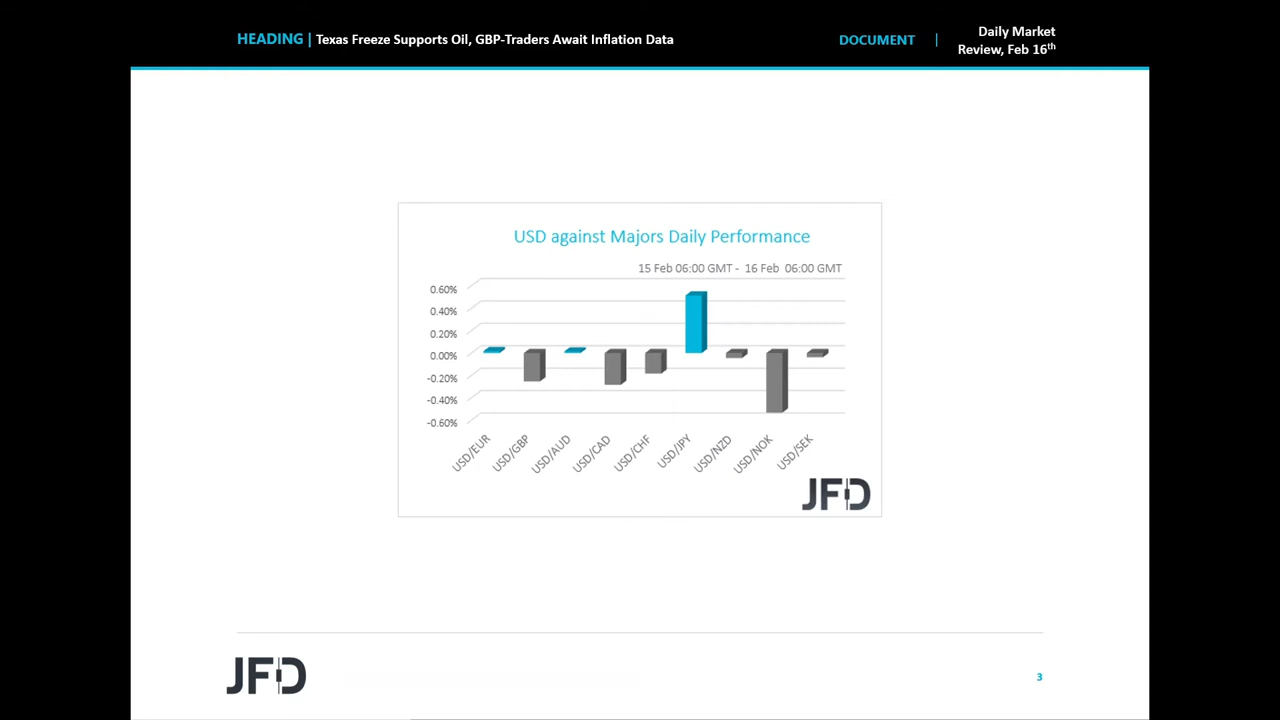 HEADING | Texas Freeze Supports Oil, GBP-Traders Await Inflation Data
DOCUMENT |
Daily Market
Review, Feb 16th
USD against Majors Daily Performance
15 Feb 06:00 GMT - 16 Feb 06:00 GMT
0.60%
0.40%
0.20%
0.00%
-0.20%
-0.40%
-0.60%
USD/EUR
USD/GBP
USD/AUD
USD/CAD
USD/CHF
USD/JPY
USD/NZD
USD/NOK
USD/SEK
JFD
JFD
3